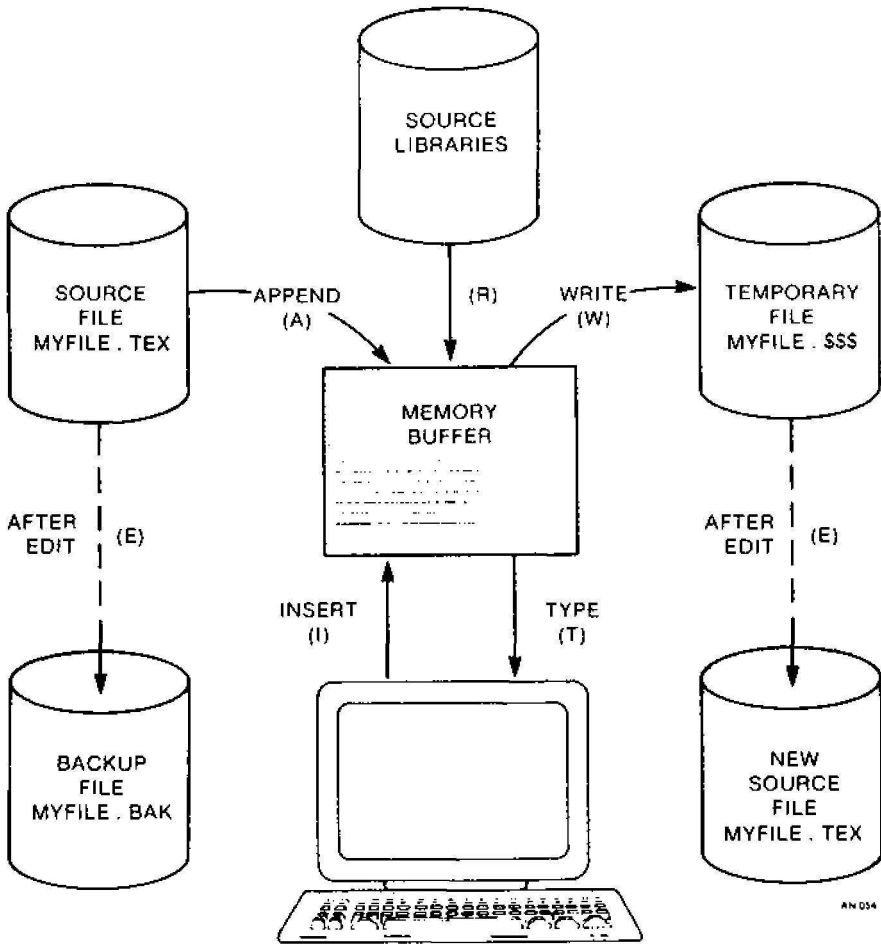 SOURCE
LIBRARIES
SOURCE
FILE
MYFILE . TEX
APPEND
(A)
(R)
WRITE
(W)
TEMPORARY
FILE
MYFILE . $$$
MEMORY
BUFFER
AFTER
EDIT
(E)
AFTER
EDIT
(E)
INSERT
(I)
TYPE
(T)
BACKUP
FILE
MYFILE . BAK
NEW
SOURCE
FILE
MYFILE . TEX
AN 054